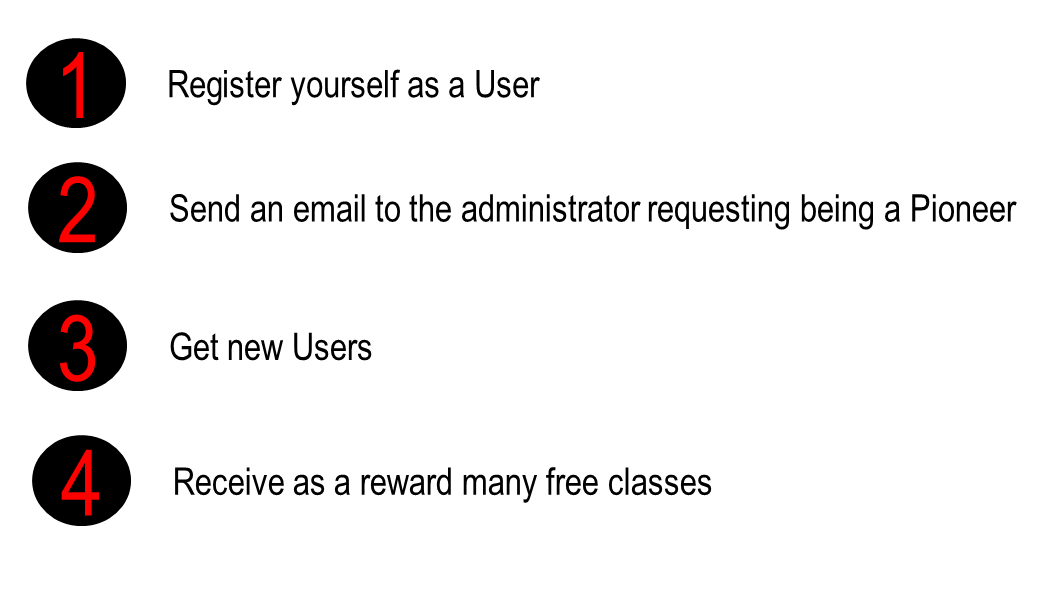 1 Register yourself as a User
2 Send an email to the administrator requesting being a Pioneer
3 Get new Users
4 Receive as a reward many free classes